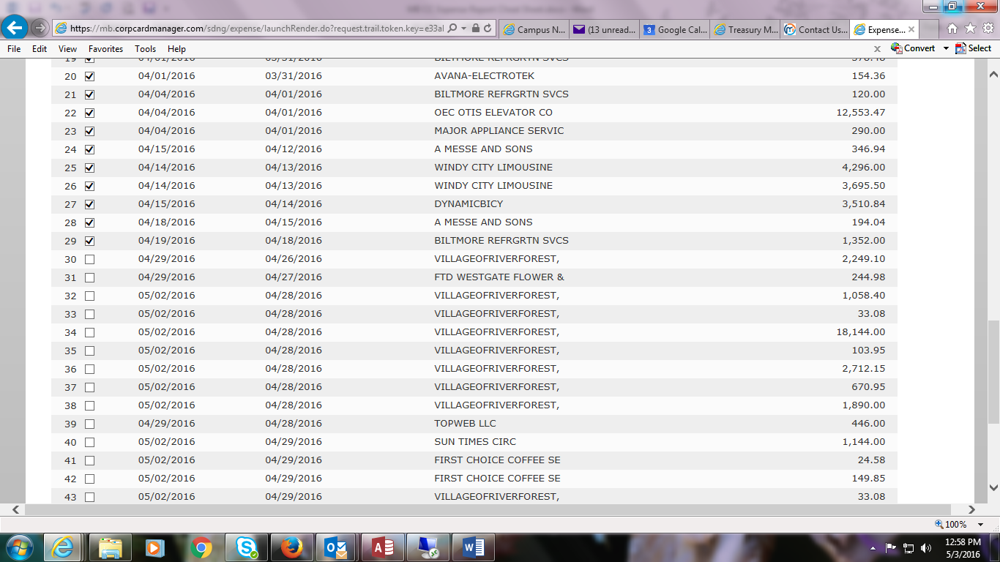 https://mb.corpcardmanager.com/sdng/expense/launchRender.do?request.trail.token.key=e33al
Campus N... (13 unread... Google Cal... Treasury M... Contact Us... Expense...
File Edit View Favorites Tools Help Convert Select
19 04/01/2016 03/31/2016 BILTMORE REFRGRTN SVCS
20 04/01/2016 03/31/2016 AVANA-ELECTROTEK 154.36
21 04/04/2016 04/01/2016 BILTMORE REFRGRTN SVCS 120.00
22 04/04/2016 04/01/2016 OEC OTIS ELEVATOR CO 12,553.47
23 04/04/2016 04/01/2016 MAJOR APPLIANCE SERVIC 290.00
24 04/15/2016 04/12/2016 A MESSE AND SONS 346.94
25 04/14/2016 04/13/2016 WINDY CITY LIMOUSINE 4,296.00
26 04/14/2016 04/13/2016 WINDY CITY LIMOUSINE 3,695.50
27 04/15/2016 04/14/2016 DYNAMICBICY 3,510.84
28 04/18/2016 04/15/2016 A MESSE AND SONS 194.04
29 04/19/2016 04/18/2016 BILTMORE REFRGRTN SVCS 1,352.00
30 04/29/2016 04/26/2016 VILLAGEOFRIVERFOREST, 2,249.10
31 04/29/2016 04/27/2016 FTD WESTGATE FLOWER & 244.98
32 05/02/2016 04/28/2016 VILLAGEOFRIVERFOREST, 1,058.40
33 05/02/2016 04/28/2016 VILLAGEOFRIVERFOREST, 33.08
34 05/02/2016 04/28/2016 VILLAGEOFRIVERFOREST, 18,144.00
35 05/02/2016 04/28/2016 VILLAGEOFRIVERFOREST, 103.95
36 05/02/2016 04/28/2016 VILLAGEOFRIVERFOREST, 2,712.15
37 05/02/2016 04/28/2016 VILLAGEOFRIVERFOREST, 670.95
38 05/02/2016 04/28/2016 VILLAGEOFRIVERFOREST, 1,890.00
39 04/29/2016 04/28/2016 TOPWEB LLC 446.00
40 05/02/2016 04/29/2016 SUN TIMES CIRC 1,144.00
41 05/02/2016 04/29/2016 FIRST CHOICE COFFEE SE 24.58
42 05/02/2016 04/29/2016 FIRST CHOICE COFFEE SE 149.85
43 05/02/2016 04/29/2016 VILLAGEOFRIVERFOREST, 33.08
100%
12:58 PM
5/3/2016